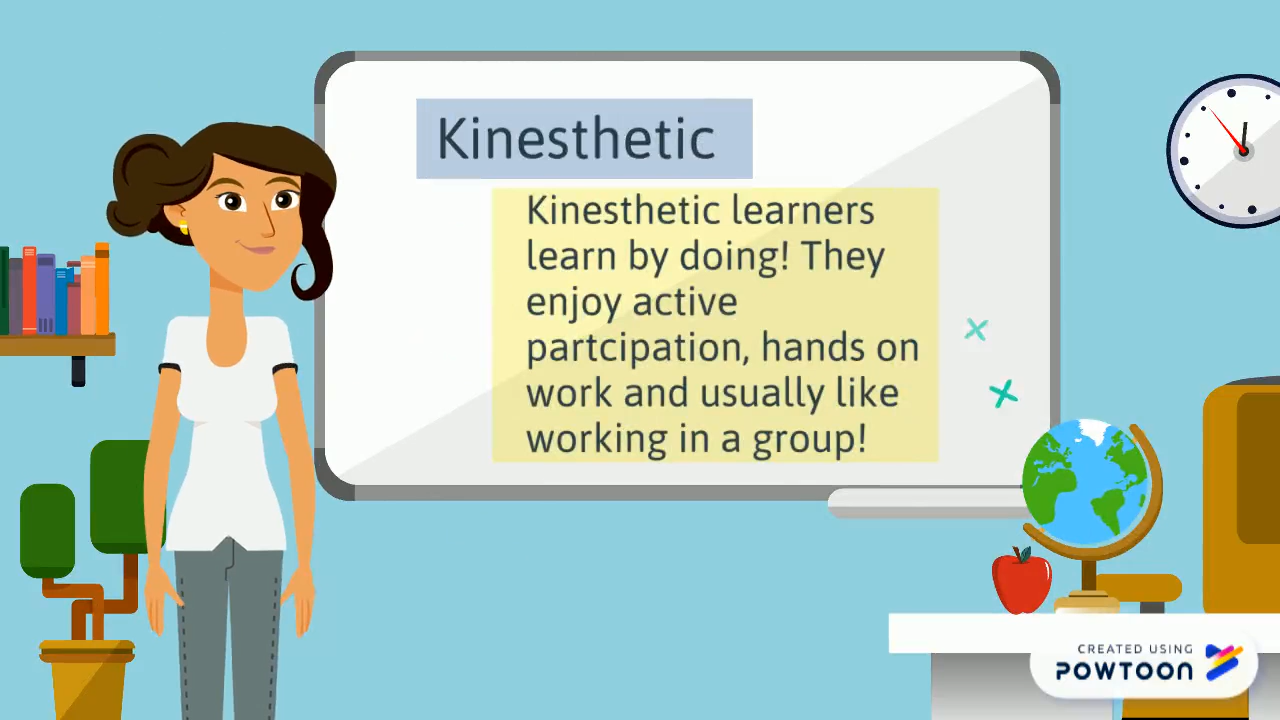 Kinesthetic
Kinesthetic learners
learn by doing! They
enjoy active
partcipation, hands on
work and usually like
working in a group!
CREATED USING
POWTOON